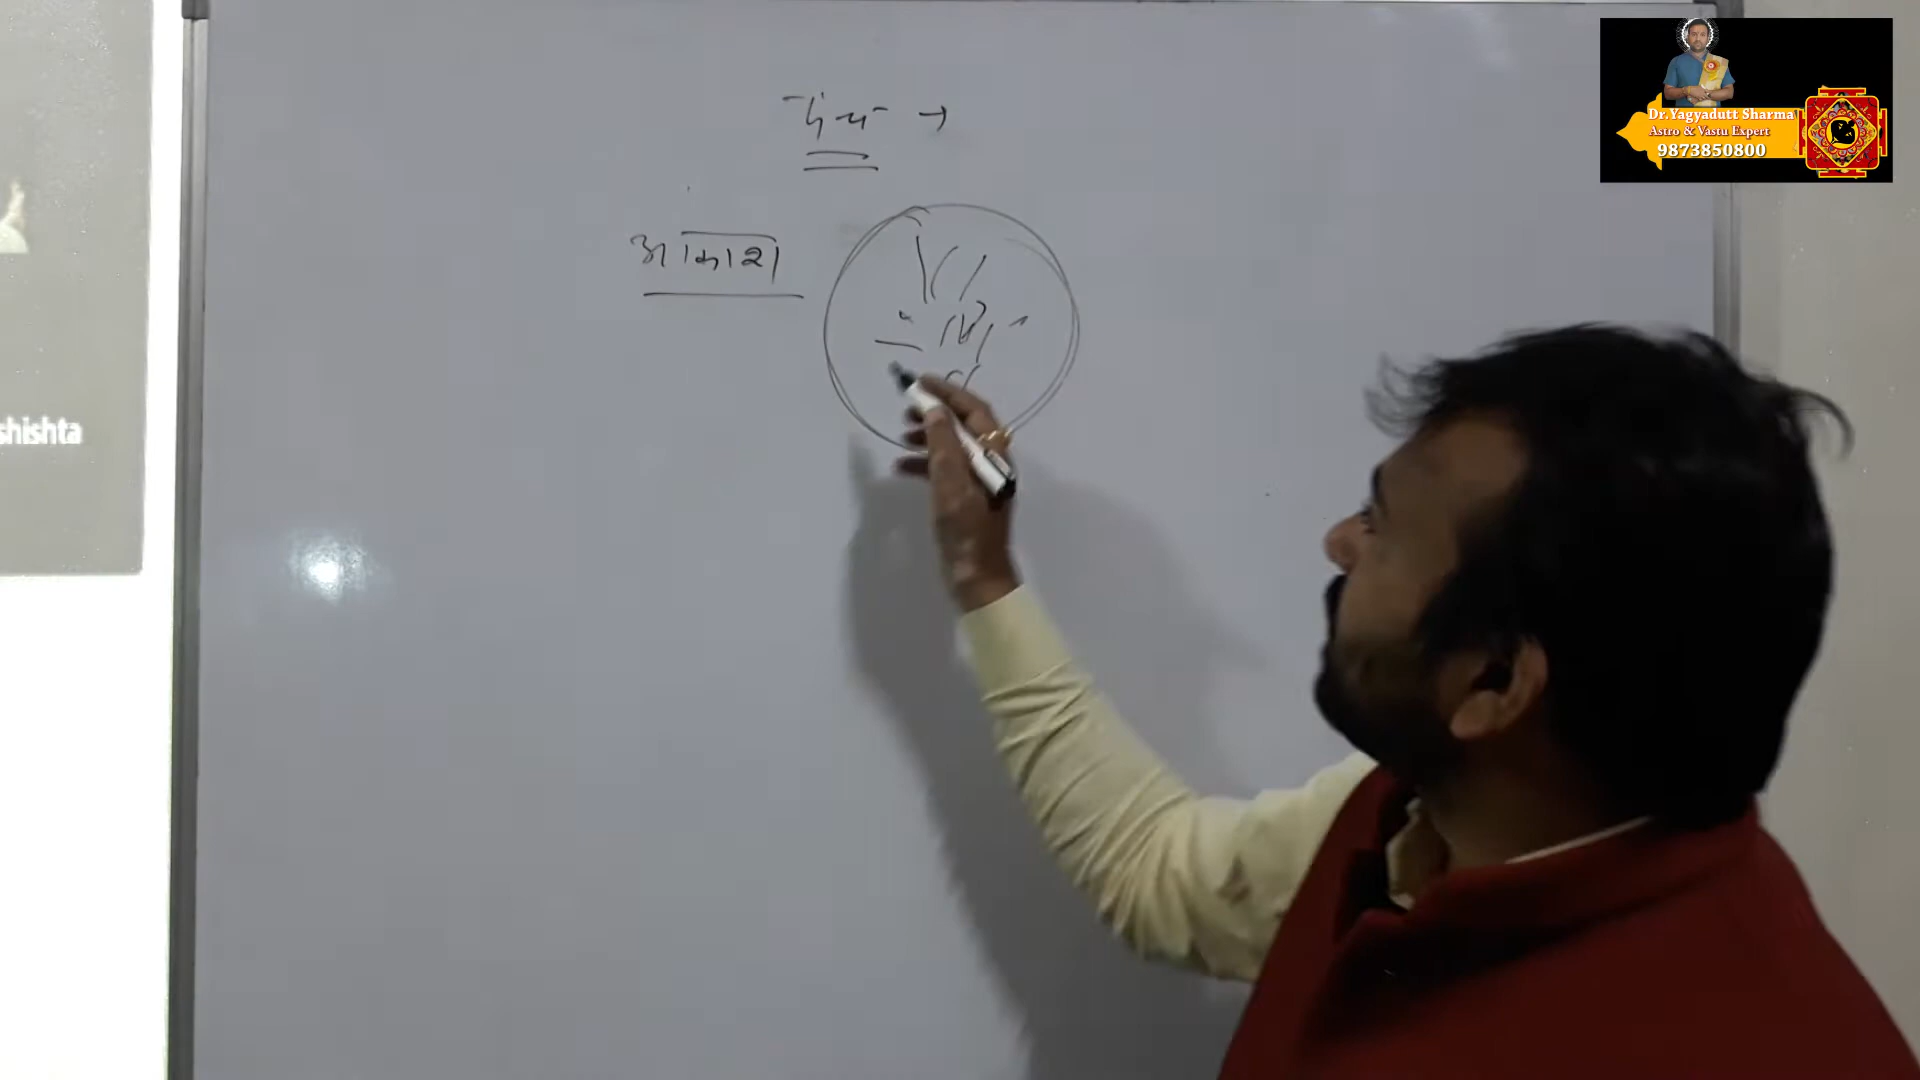 आकाश
shishta
Dr.Yagyadutt Sharma
Astro & Vastu Expert
9873850800